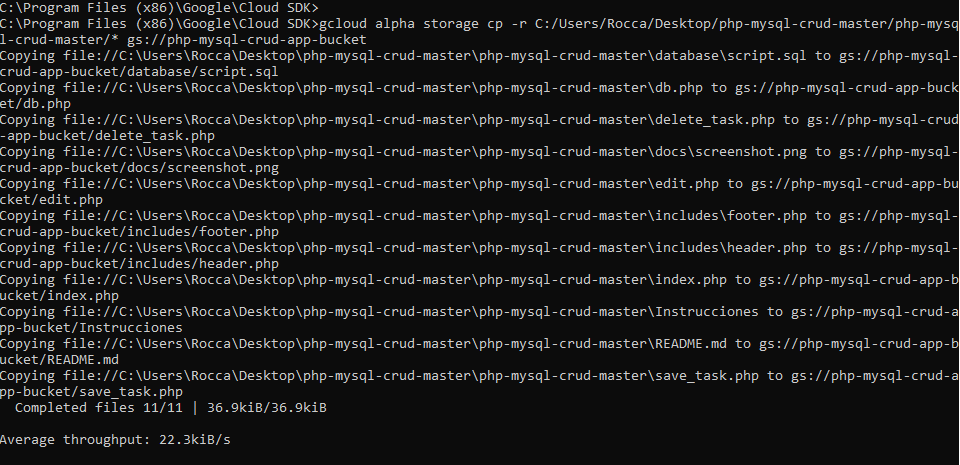 C:\Program Files (x86)\Google\Cloud SDK>
C:\Program Files (x86)\Google\Cloud SDK>gcloud alpha storage cp -r C:/Users/Rocca/Desktop/php-mysql-crud-master/php-mysq
l-crud-master/* gs://php-mysql-crud-app-bucket
Copying file://C:\Users\Rocca\Desktop\php-mysql-crud-master\php-mysql-crud-master\database\script.sql to gs://php-mysql-
crud-app-bucket/database/script.sql
Copying file://C:\Users\Rocca\Desktop\php-mysql-crud-master\php-mysql-crud-master\db.php to gs://php-mysql-crud-app-buck
et/db.php
Copying file://C:\Users\Rocca\Desktop\php-mysql-crud-master\php-mysql-crud-master\delete_task.php to gs://php-mysql-crud
-app-bucket/delete_task.php
Copying file://C:\Users\Rocca\Desktop\php-mysql-crud-master\php-mysql-crud-master\docs\screenshot.png to gs://php-mysql-
crud-app-bucket/docs/screenshot.png
Copying file://C:\Users\Rocca\Desktop\php-mysql-crud-master\php-mysql-crud-master\edit.php to gs://php-mysql-crud-app-bu
cket/edit.php
Copying file://C:\Users\Rocca\Desktop\php-mysql-crud-master\php-mysql-crud-master\includes\footer.php to gs://php-mysql-
crud-app-bucket/includes/footer.php
Copying file://C:\Users\Rocca\Desktop\php-mysql-crud-master\php-mysql-crud-master\includes\header.php to gs://php-mysql-
crud-app-bucket/includes/header.php
Copying file://C:\Users\Rocca\Desktop\php-mysql-crud-master\php-mysql-crud-master\index.php to gs://php-mysql-crud-app-b
ucket/index.php
Copying file://C:\Users\Rocca\Desktop\php-mysql-crud-master\php-mysql-crud-master\Instrucciones to gs://php-mysql-crud-a
pp-bucket/Instrucciones
Copying file://C:\Users\Rocca\Desktop\php-mysql-crud-master\php-mysql-crud-master\README.md to gs://php-mysql-crud-app-b
ucket/README.md
Copying file://C:\Users\Rocca\Desktop\php-mysql-crud-master\php-mysql-crud-master\save_task.php to gs://php-mysql-crud-a
pp-bucket/save_task.php
  Completed files 11/11 | 36.9kiB/36.9kiB
Average throughput: 22.3kiB/s